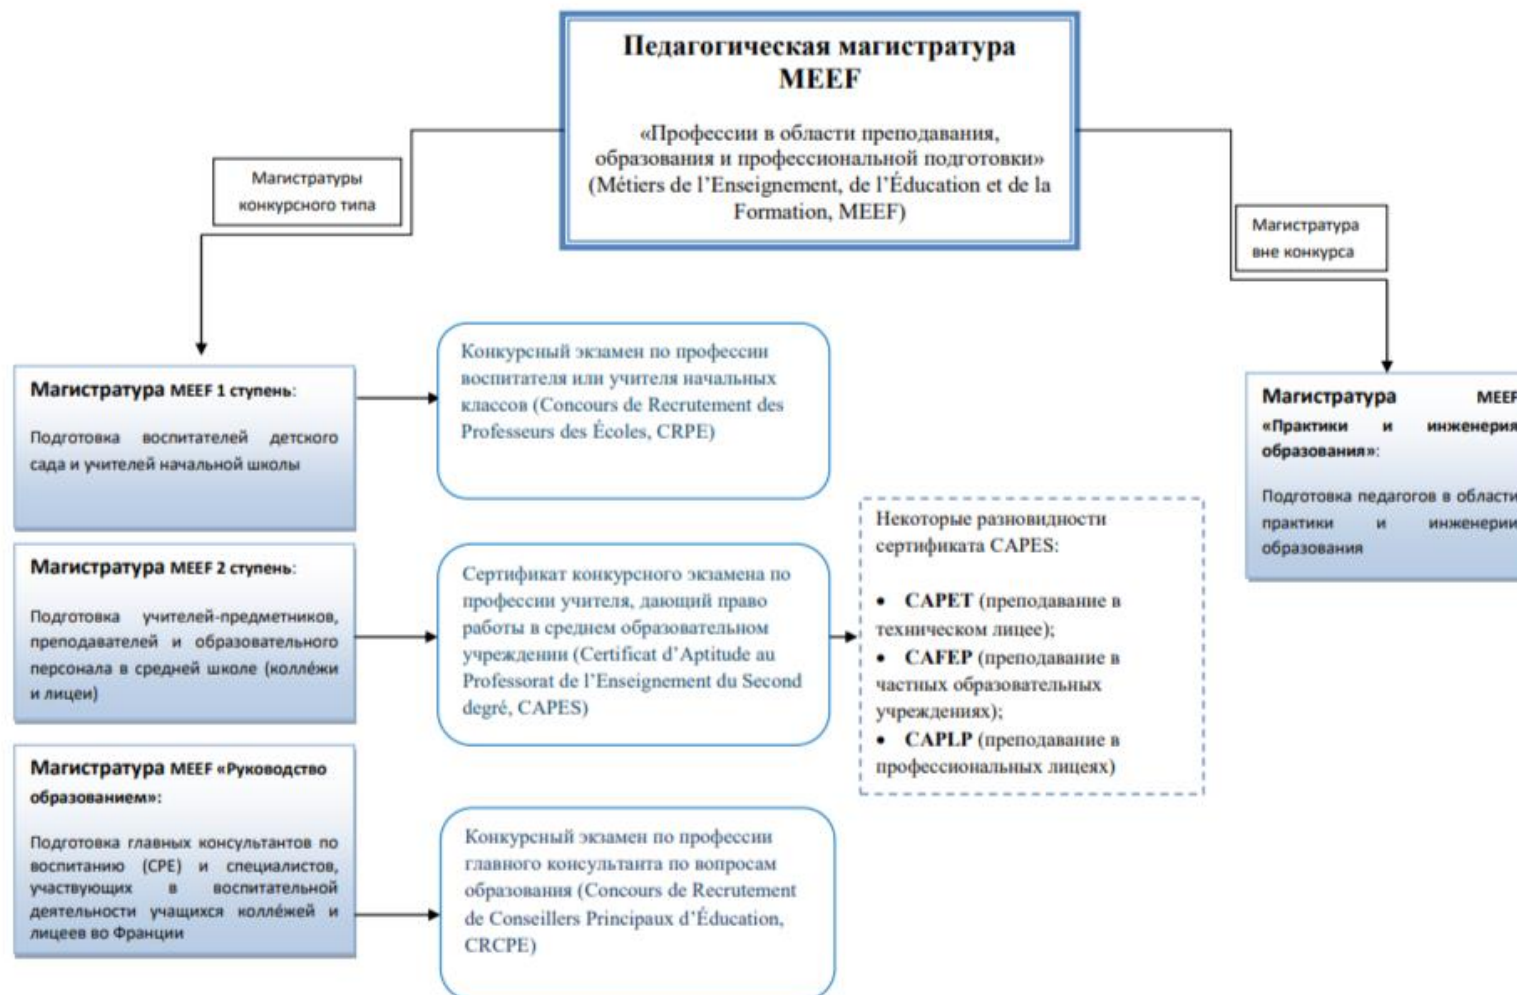 Педагогическая магистратура
MEEF
«Профессии в области преподавания,
образования и профессиональной подготовки»
(Métiers de l’Enseignement, de l’Éducation et de la
Formation, MEEF)
Магистратуры
конкурсного типа
Магистратура
вне конкурса
Магистратура MEEF 1 ступень:
Подготовка воспитателей детского
сада и учителей начальной школы
Конкурсный экзамен по профессии
воспитателя или учителя начальных
классов (Concours de Recrutement des
Professeurs des Écoles, CRPE)
Магистратура MEEF
«Практики и инженерия
образования»:
Подготовка педагогов в области
практики и инженерии
образования
Магистратура MEEF 2 ступень:
Подготовка учителей-предметников,
преподавателей и образовательного
персонала в средней школе (коллéжи
и лицеи)
Сертификат конкурсного экзамена по
профессии учителя, дающий право
работы в среднем образовательном
учреждении (Certificat d’Aptitude au
Professorat de l’Enseignement du Second
degré, CAPES)
Некоторые разновидности
сертификата CAPES:
• CAPET (преподавание в
техническом лицее);
• CAFEP (преподавание в
частных образовательных
учреждениях);
• CAPLP (преподавание в
профессиональных лицеях)
Магистратура MEEF «Руководство
образованием»:
Подготовка главных консультантов по
воспитанию (CPE) и специалистов,
участвующих в воспитательной
деятельности учащихся коллéжей и
лицеев во Франции
Конкурсный экзамен по профессии
главного консультанта по вопросам
образования (Concours de Recrutement
de Conseillers Principaux d’Éducation,
CRCPE)